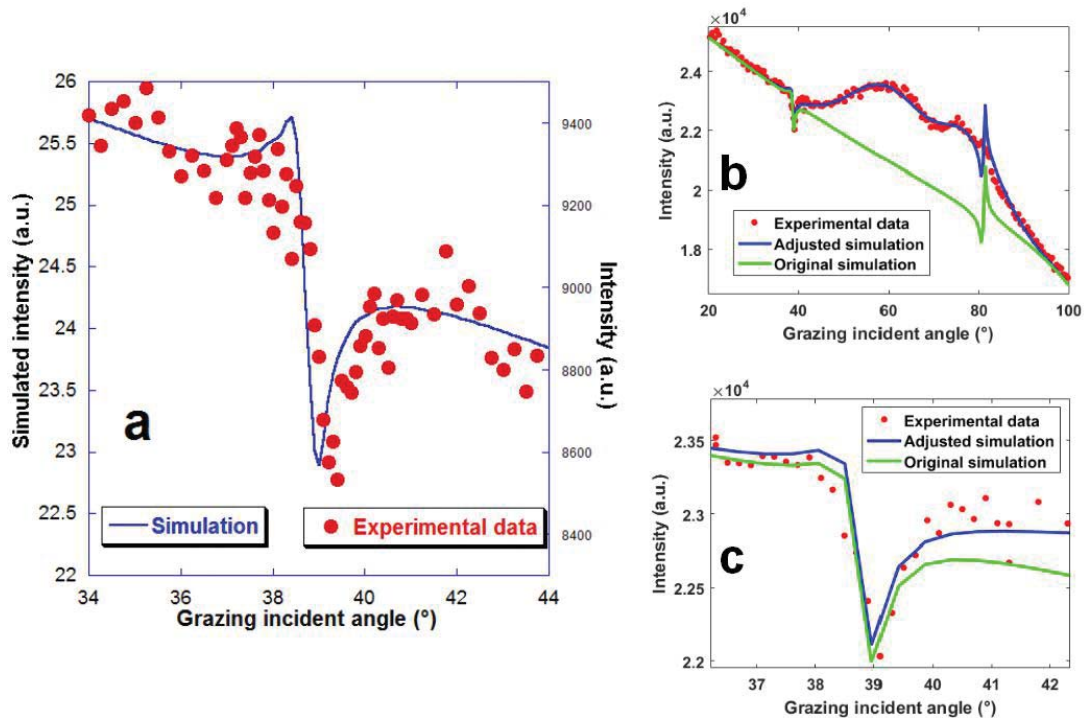 26
25.5
25
24.5
24
23.5
23
22.5
22
Simulated intensity (a.u.)
9400
9200
9000
8800
8600
8400
Intensity (a.u.)
a
Simulation
Experimental data
34 36 38 40 42 44
Grazing incident angle (°)
×10⁴
2.4
2.2
2
1.8
Intensity (a.u.)
b
Experimental data
Adjusted simulation
Original simulation
20 40 60 80 100
Grazing incident angle (°)
×10⁴
2.35
2.3
2.25
2.2
Intensity (a.u.)
Experimental data
Adjusted simulation
Original simulation
c
37 38 39 40 41 42
Grazing incident angle (°)